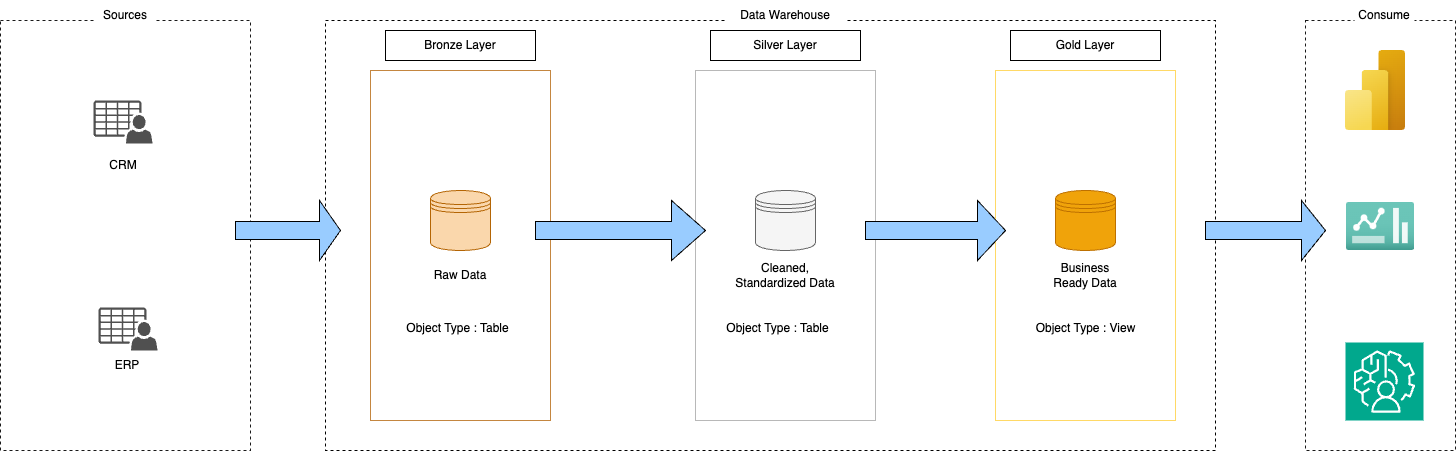 Sources
Data Warehouse
Consume
Bronze Layer
Silver Layer
Gold Layer
CRM
ERP
Raw Data
Cleaned,
Standardized Data
Business
Ready Data
Object Type : Table
Object Type : Table
Object Type : View